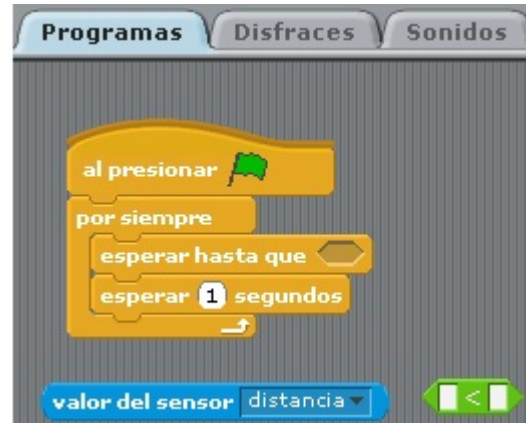 Programas Disfraces Sonidos
al presionar
por siempre
esperar hasta que
esperar 1 segundos
valor del sensor distancia <